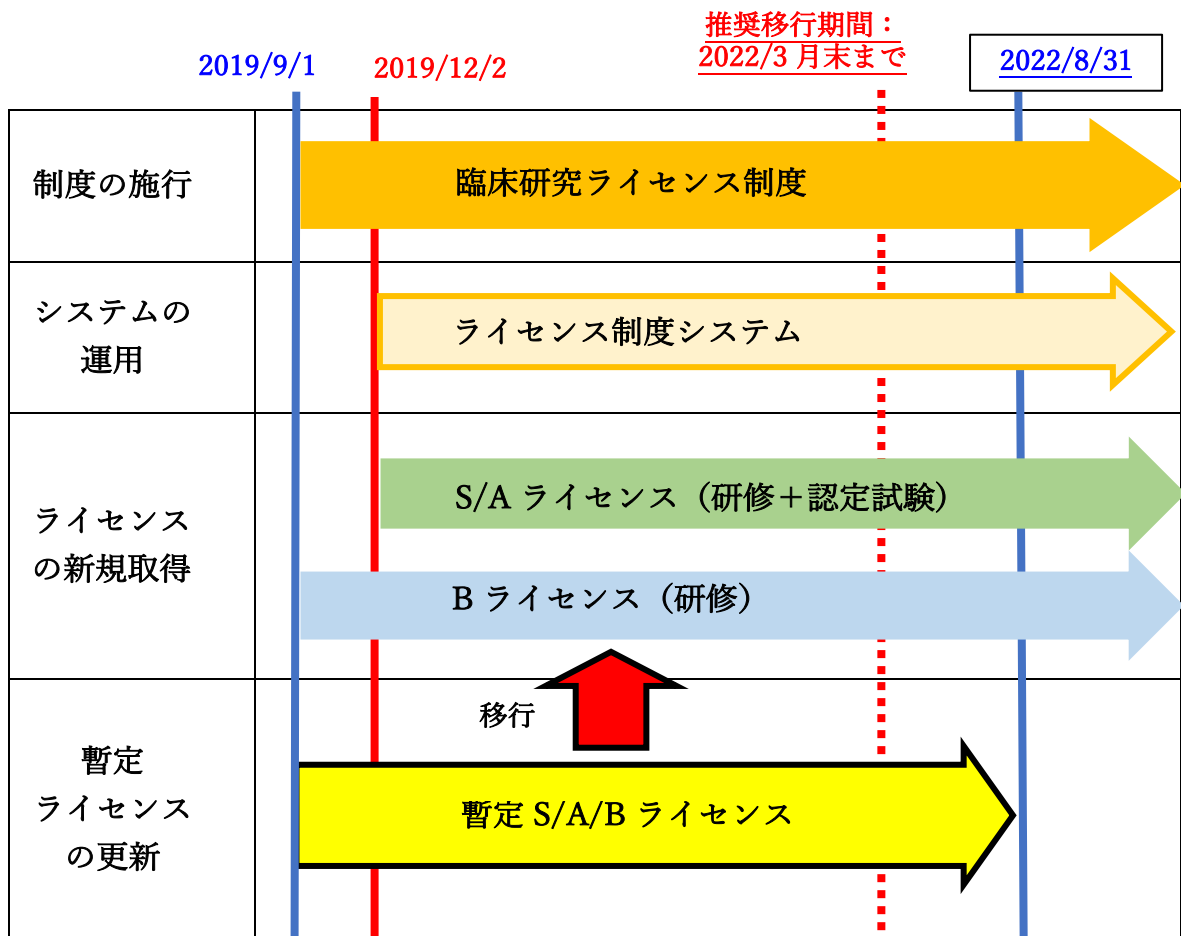 推奨移行期間：
2022/3 月末まで
2019/9/1
2019/12/2
2022/8/31
制度の施行
臨床研究ライセンス制度
システムの
運用
ライセンス制度システム
ライセンス
の新規取得
S/A ライセンス（研修＋認定試験）
B ライセンス（研修）
移行
暫定
ライセンス
の更新
暫定 S/A/B ライセンス